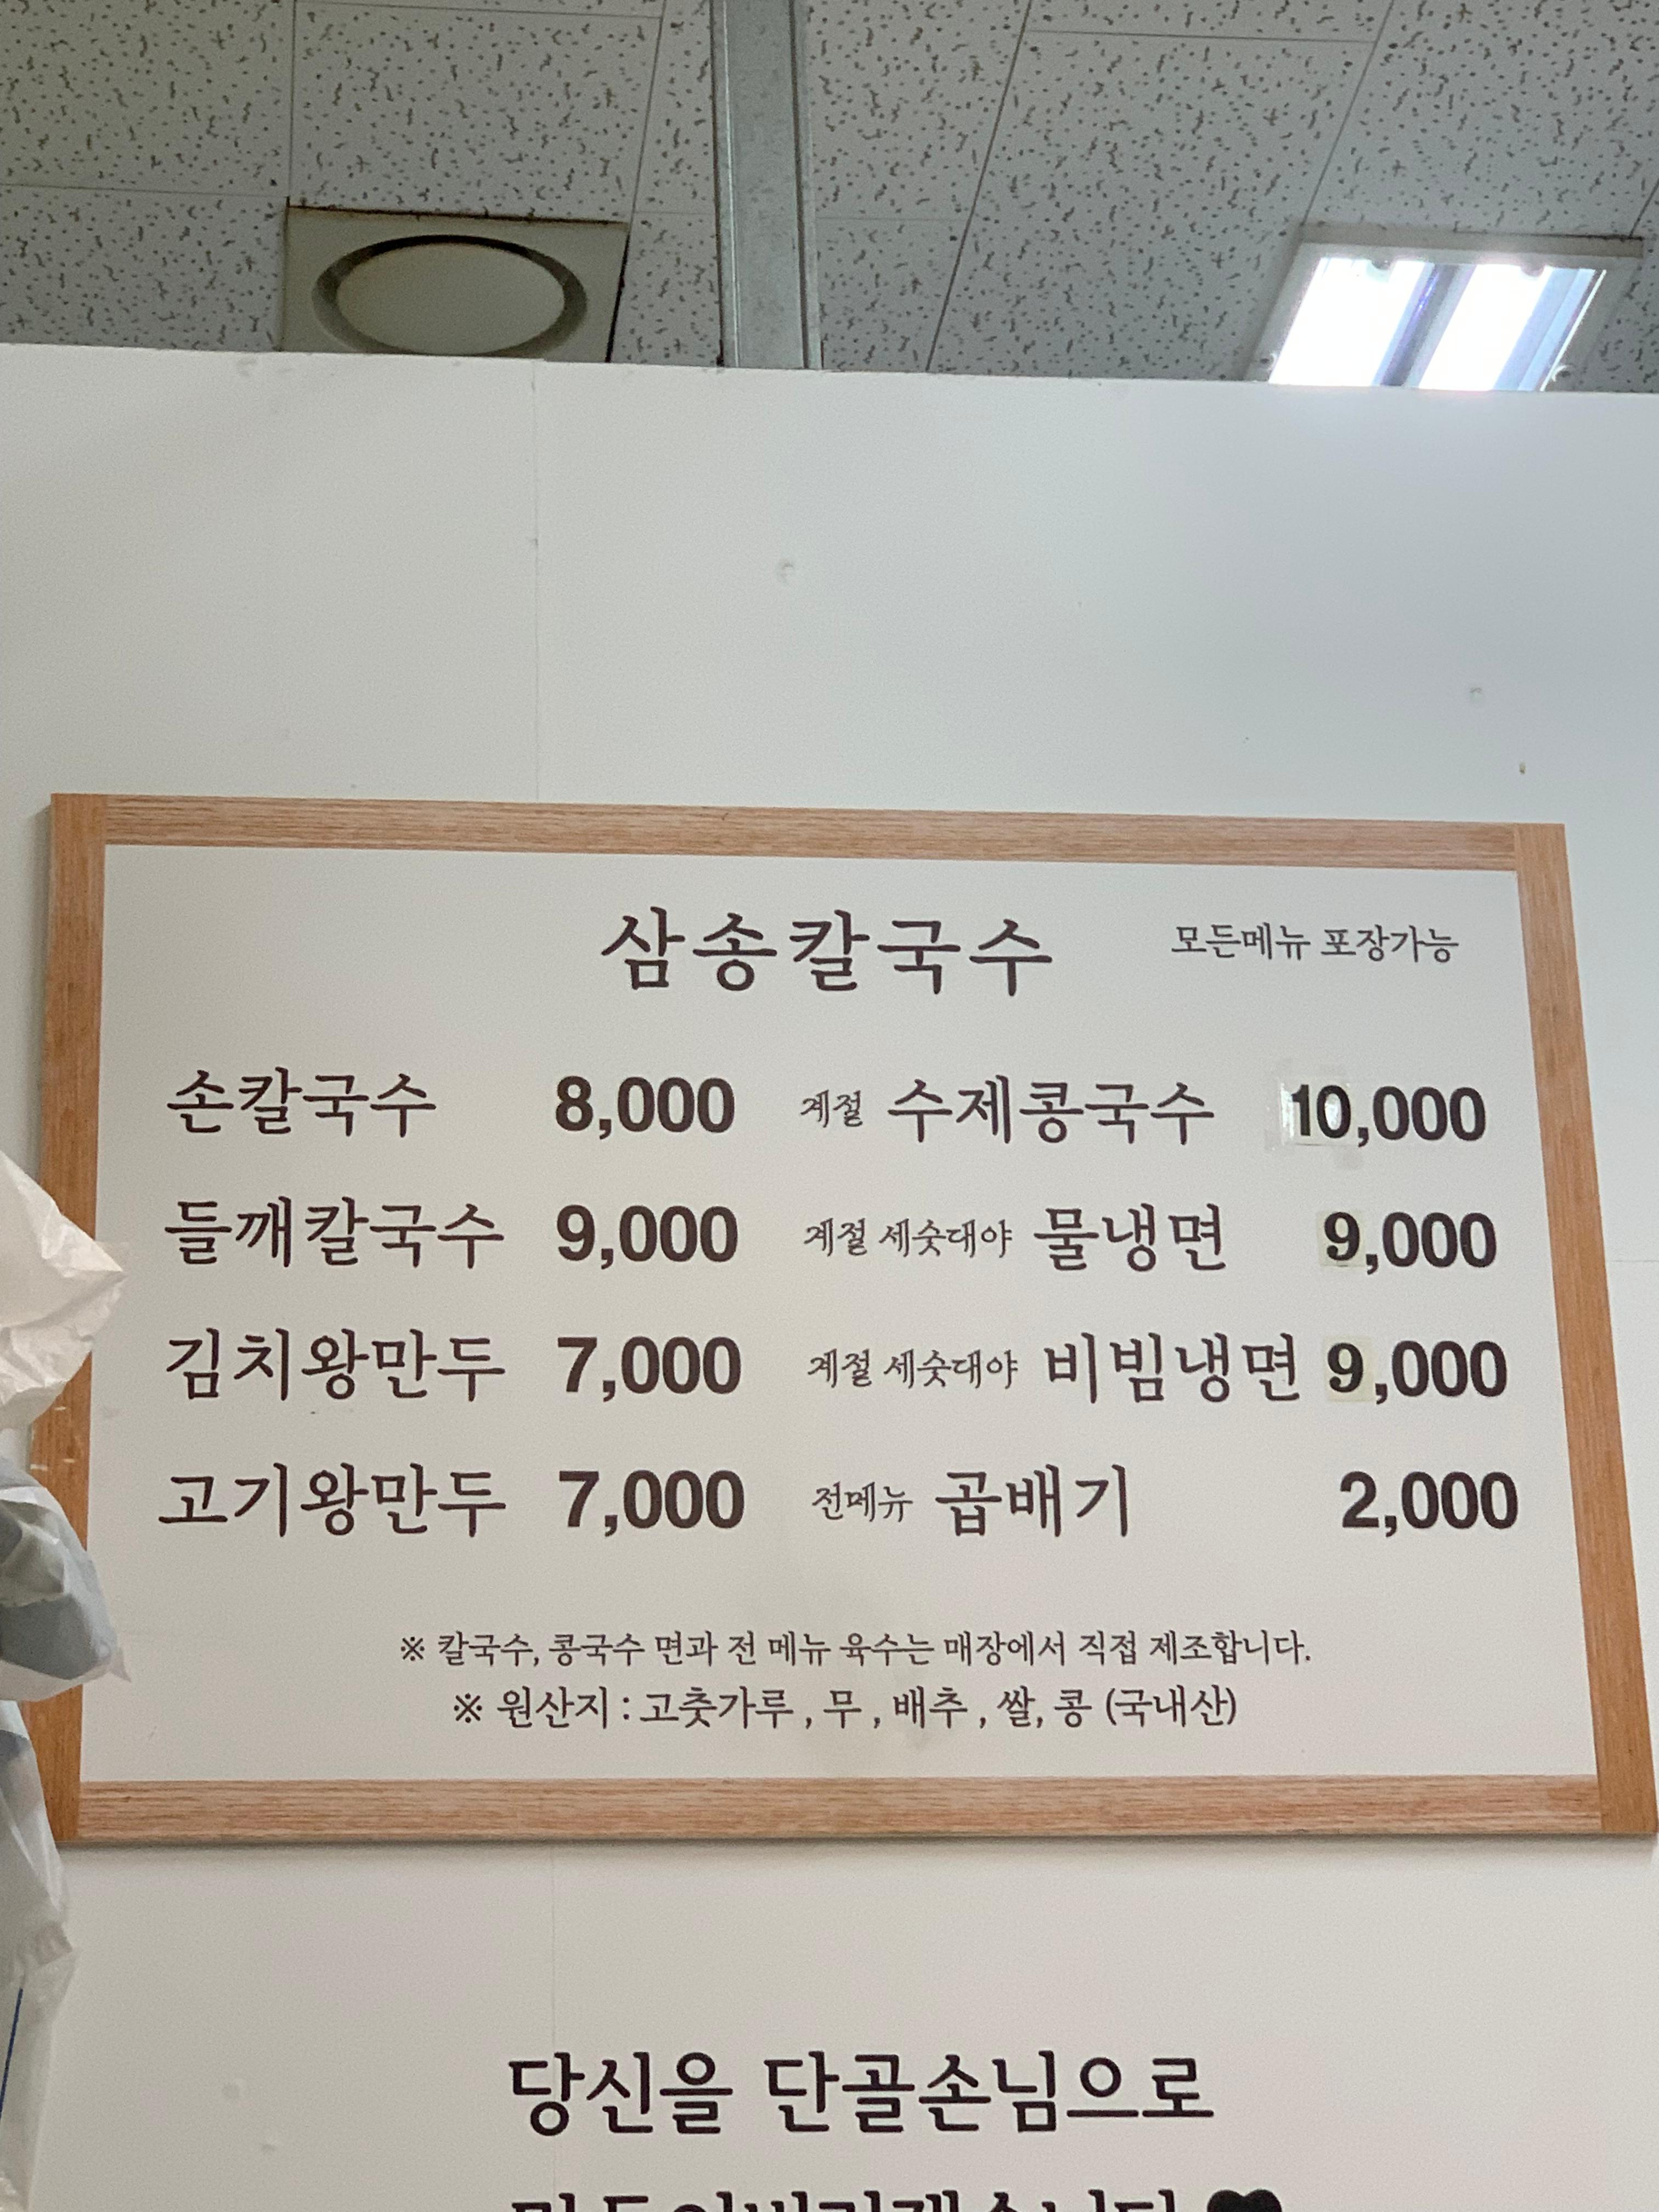 삼송칼국수 모든메뉴 포장가능
손칼국수 8,000 계절 수제콩국수 10,000
들깨칼국수 9,000 계절 세숫대야 물냉면 9,000
김치왕만두 7,000 계절 세숫대야 비빔냉면 9,000
고기왕만두 7,000 전메뉴 곱배기 2,000
※ 칼국수, 콩국수 면과 전 메뉴 육수는 매장에서 직접 제조합니다.
※ 원산지 : 고춧가루 , 무 , 배추 , 쌀, 콩 (국내산)
당신을 단골손님으로